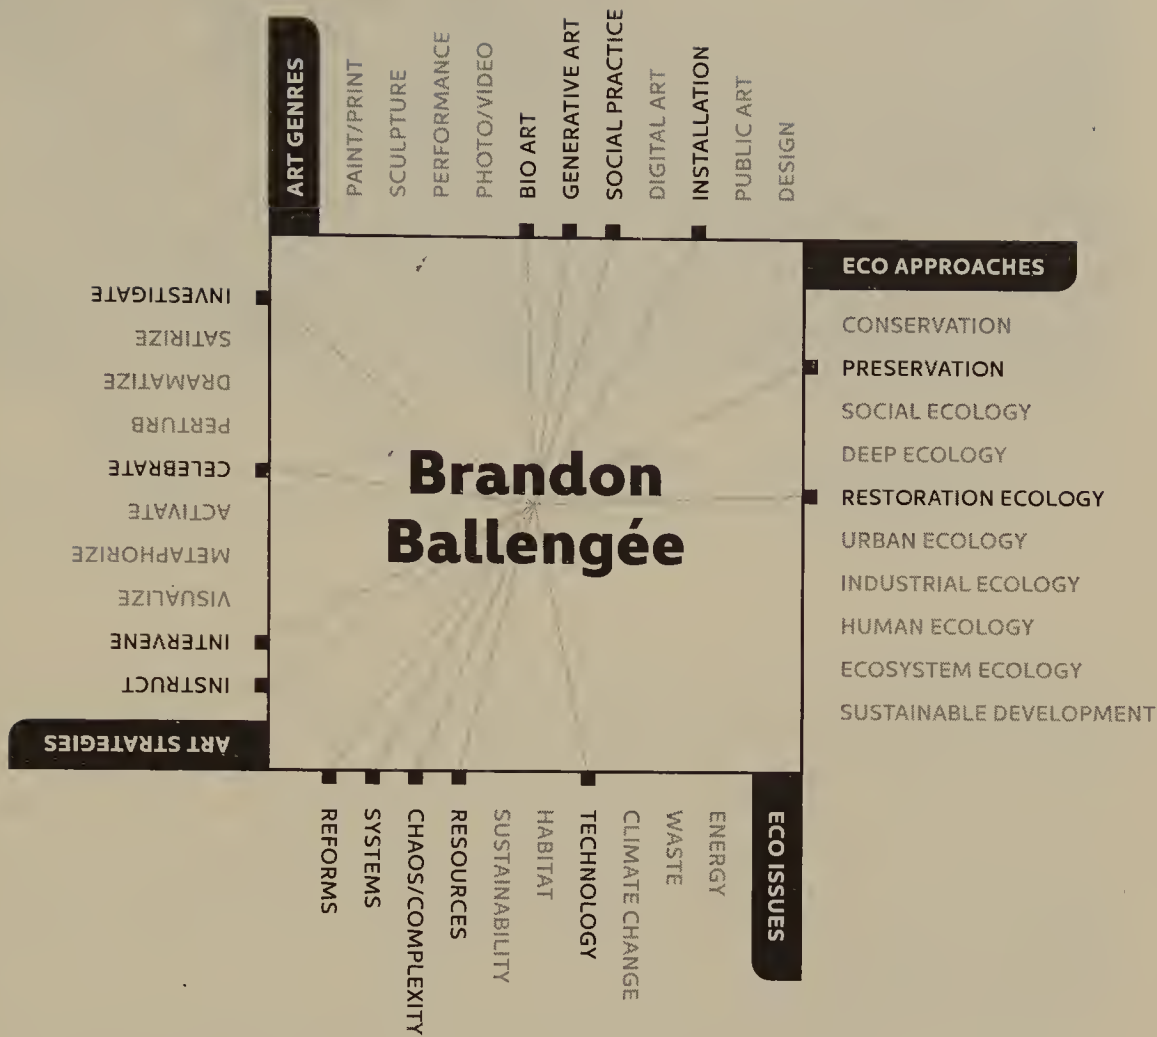 ART GENRES
PAINT/PRINT
SCULPTURE
PERFORMANCE
PHOTO/VIDEO
BIO ART
GENERATIVE ART
SOCIAL PRACTICE
DIGITAL ART
INSTALLATION
PUBLIC ART
DESIGN
ECO APPROACHES
CONSERVATION
PRESERVATION
SOCIAL ECOLOGY
DEEP ECOLOGY
RESTORATION ECOLOGY
URBAN ECOLOGY
INDUSTRIAL ECOLOGY
HUMAN ECOLOGY
ECOSYSTEM ECOLOGY
SUSTAINABLE DEVELOPMENT
ECO ISSUES
ENERGY
WASTE
CLIMATE CHANGE
TECHNOLOGY
HABITAT
SUSTAINABILITY
RESOURCES
CHAOS/COMPLEXITY
SYSTEMS
REFORMS
ART STRATEGIES
INSTRUCT
INTERVENE
VISUALIZE
METAPHORIZE
ACTIVATE
CELEBRATE
PERTURB
DRAMATIZE
SATIRIZE
INVESTIGATE
Brandon
Ballengée